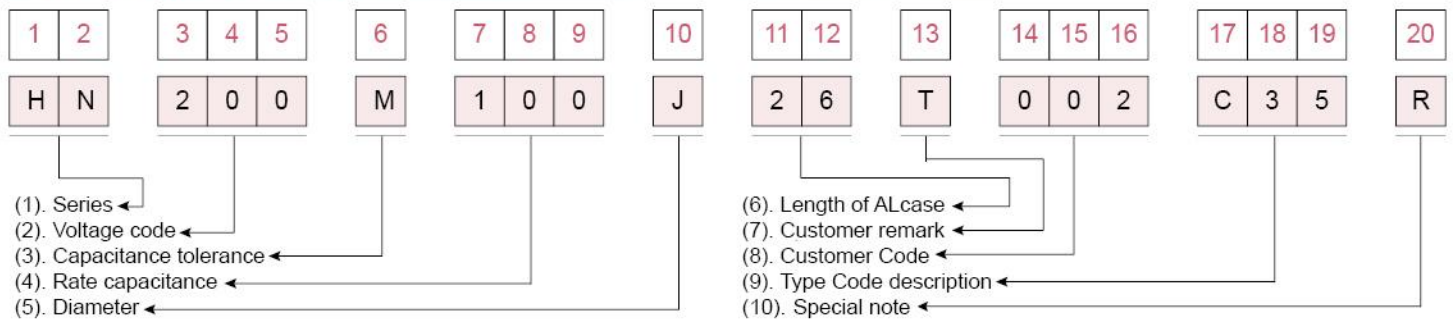 1 2 3 4 5 6 7 8 9 10 11 12 13 14 15 16 17 18 19 20
H N 2 0 0 M 1 0 0 J 2 6 T 0 0 2 C 3 5 R
(1). Series
(2). Voltage code
(3). Capacitance tolerance
(4). Rate capacitance
(5). Diameter
(6). Length of ALcase
(7). Customer remark
(8). Customer Code
(9). Type Code description
(10). Special note